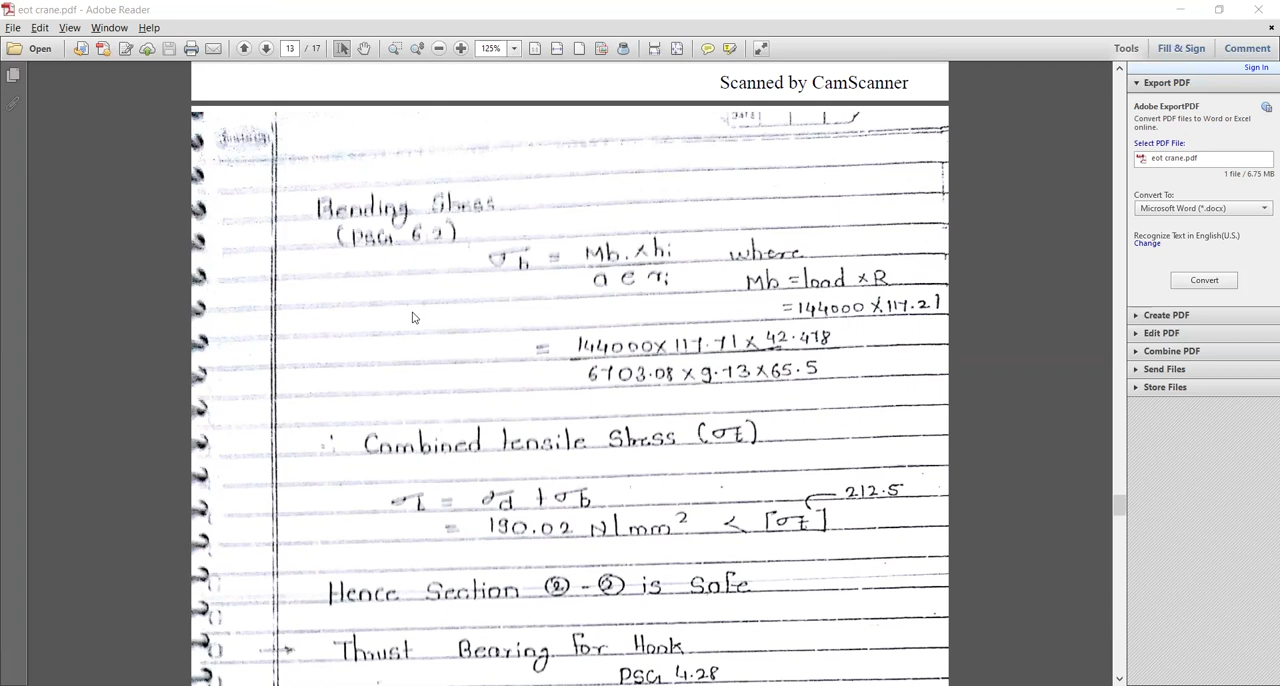 eot crane.pdf - Adobe Reader
File Edit View Window Help
Open 13 / 17 125% Tools Fill & Sign Comment
Sign In
Export PDF
Adobe ExportPDF
Convert PDF files to Word or Excel online.
Select PDF File:
eot crane.pdf
1 file / 6.75 MB
Convert To:
Microsoft Word (*.docx)
Recognize Text in English(U.S.)
Change
Convert
Create PDF
Edit PDF
Combine PDF
Send Files
Store Files
Scanned by CamScanner
Bending Stress
(PSG 6.2)
σb = Mb. x hi / a e ri where
Mb = load x R
= 144000 x 117.21
= 144000 x 117.71 x 42.478 / 6703.08 x 9.73 x 65.5
∴ Combined tensile Stress (σt)
σt = σd + σb
= 190.02 N/mm² < [σt] 212.5
Hence Section ② - ② is Safe
→ Thrust Bearing for Hook
PSG 4.28